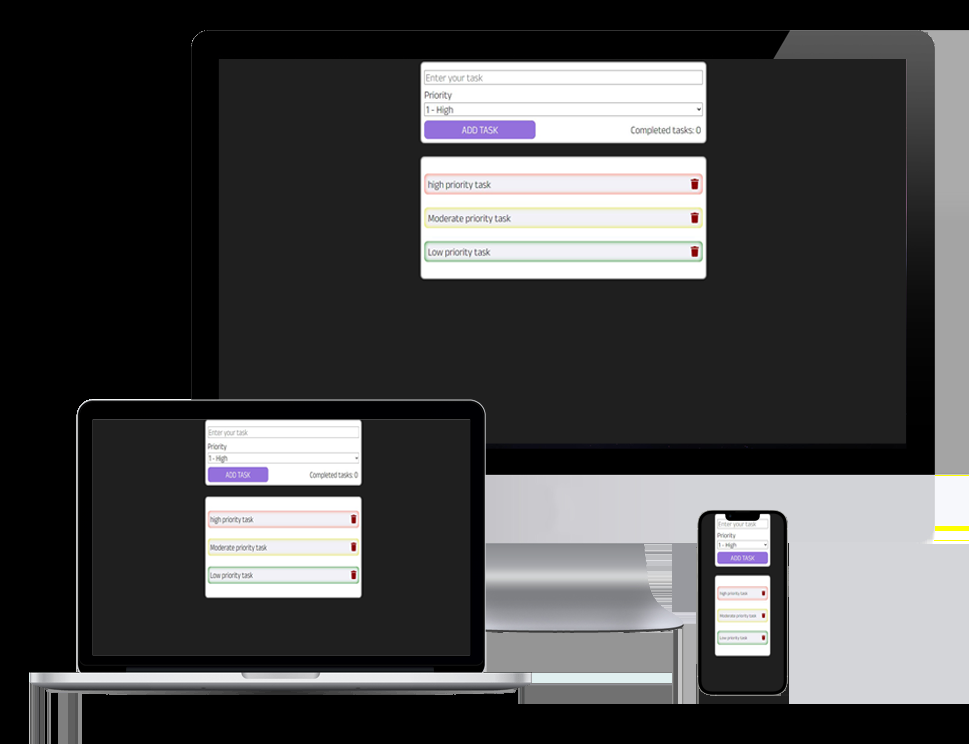 Enter your task
Priority
1 - High
ADD TASK
Completed tasks: 0
high priority task
Moderate priority task
Low priority task
Enter your task
Priority
1 - High
ADD TASK
Completed tasks: 0
high priority task
Moderate priority task
Low priority task
Enter your task
Priority
1 - High
ADD TASK
high priority task
Moderate priority task
Low priority task